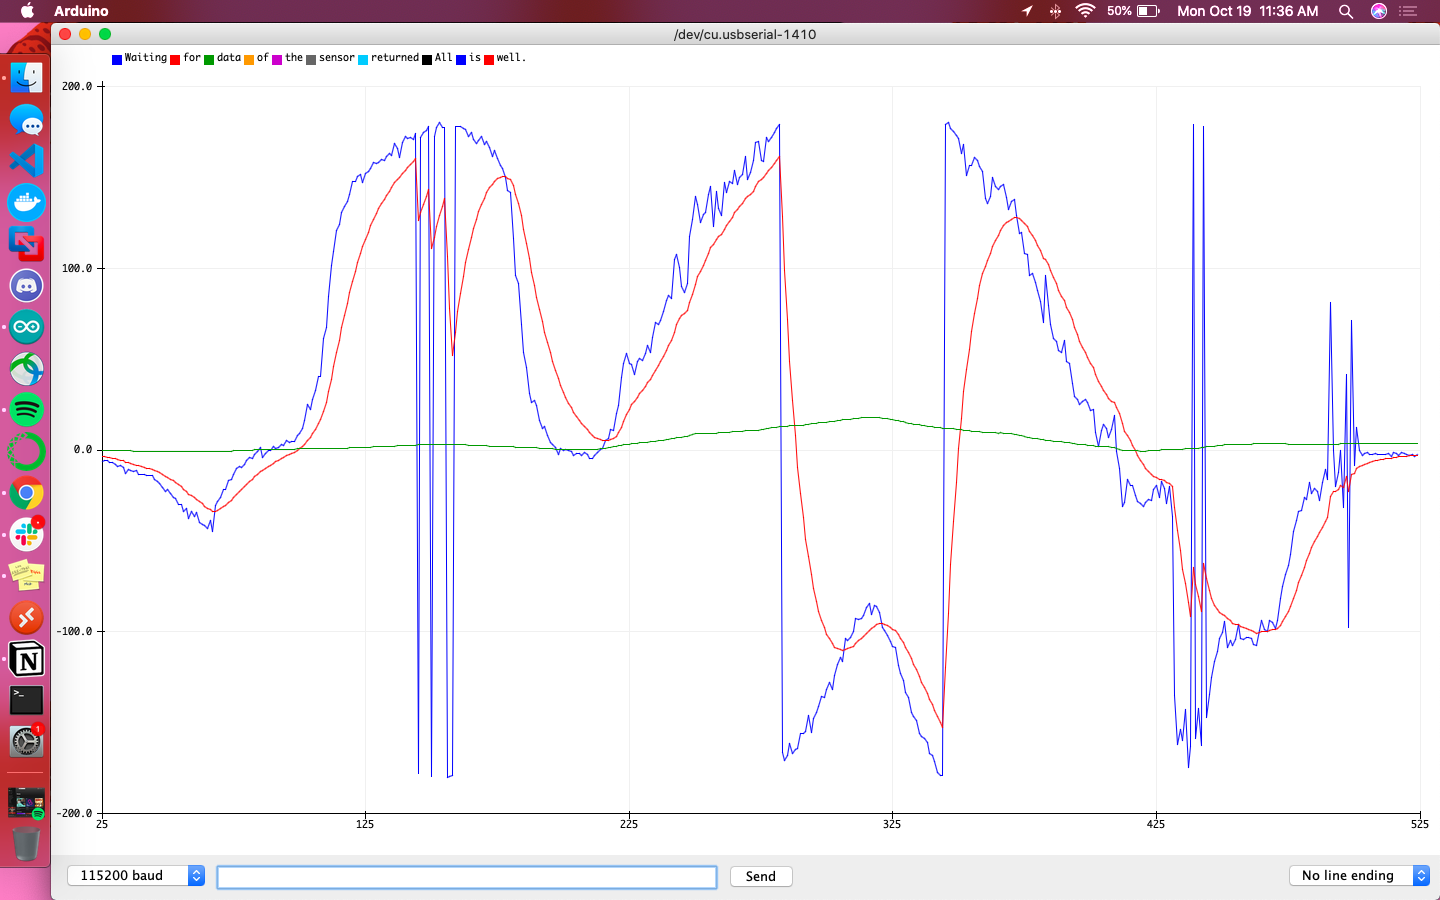 Arduino 50% Mon Oct 19 11:36 AM
/dev/cu.usbserial-1410
Waiting for data of the sensor returned All is well.
200.0
100.0
0.0
-100.0
-200.0
25 125 225 325 425 525
115200 baud Send No line ending
N
>_
1